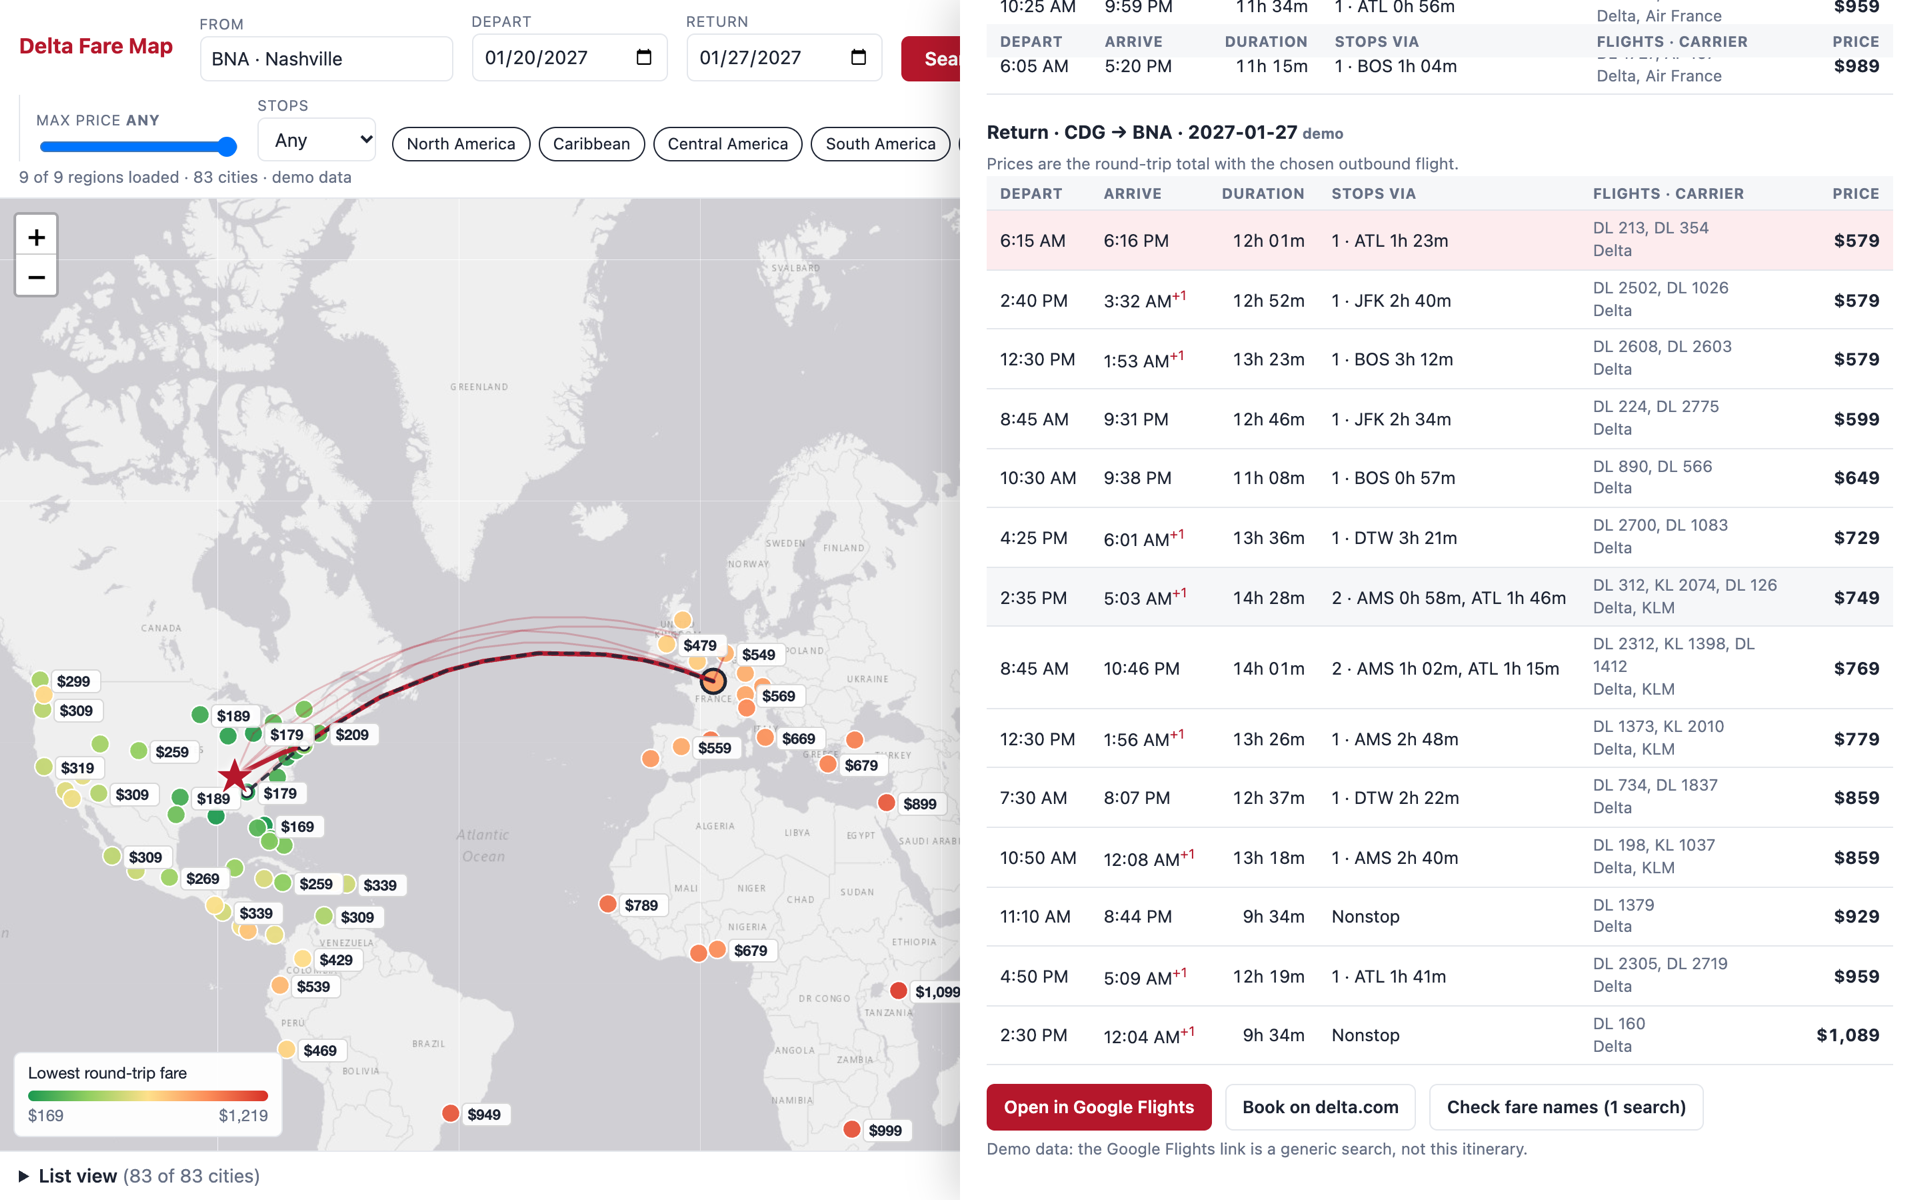 Delta Fare Map
FROM
BNA · Nashville
DEPART
01/20/2027
RETURN
01/27/2027
MAX PRICE ANY
STOPS
Any
North America
Caribbean
Central America
South America
9 of 9 regions loaded · 83 cities · demo data
+
−
SVALBARD
GREENLAND
SWEDEN
FINLAND
NORWAY
CANADA
$479
$549
POLAND
UKRAINE
FRANCE
$569
$299
$309
$189
$179
$209
$259
$559
$669
GREECE
$679
$319
$309
$189
$179
$169
$899
ALGERIA
LIBYA
EGYPT
Atlantic
Ocean
$309
$269
$259
$339
MALI
NIGER
CHAD
SUDAN
$339
$309
$789
NIGERIA
ETHIOPIA
VENEZUELA
$429
$679
$539
$1,099
DR CONGO
TANZANIA
PERU
BRAZIL
$469
ANGOLA
ZAMBIA
BOLIVIA
NAMIBIA
$949
$999
Lowest round-trip fare
$169
$1,219
▶ List view (83 of 83 cities)
10:25 AM 9:59 PM 11h 34m 1 · ATL 0h 56m $959
Delta, Air France
DEPART ARRIVE DURATION STOPS VIA FLIGHTS · CARRIER PRICE
6:05 AM 5:20 PM 11h 15m 1 · BOS 1h 04m $989
Delta, Air France
Return · CDG → BNA · 2027-01-27 demo
Prices are the round-trip total with the chosen outbound flight.
DEPART ARRIVE DURATION STOPS VIA FLIGHTS · CARRIER PRICE
6:15 AM 6:16 PM 12h 01m 1 · ATL 1h 23m DL 213, DL 354 $579
Delta
2:40 PM 3:32 AM+1 12h 52m 1 · JFK 2h 40m DL 2502, DL 1026 $579
Delta
12:30 PM 1:53 AM+1 13h 23m 1 · BOS 3h 12m DL 2608, DL 2603 $579
Delta
8:45 AM 9:31 PM 12h 46m 1 · JFK 2h 34m DL 224, DL 2775 $599
Delta
10:30 AM 9:38 PM 11h 08m 1 · BOS 0h 57m DL 890, DL 566 $649
Delta
4:25 PM 6:01 AM+1 13h 36m 1 · DTW 3h 21m DL 2700, DL 1083 $729
Delta
2:35 PM 5:03 AM+1 14h 28m 2 · AMS 0h 58m, ATL 1h 46m DL 312, KL 2074, DL 126 $749
Delta, KLM
8:45 AM 10:46 PM 14h 01m 2 · AMS 1h 02m, ATL 1h 15m DL 2312, KL 1398, DL $769
1412
Delta, KLM
12:30 PM 1:56 AM+1 13h 26m 1 · AMS 2h 48m DL 1373, KL 2010 $779
Delta, KLM
7:30 AM 8:07 PM 12h 37m 1 · DTW 2h 22m DL 734, DL 1837 $859
Delta
10:50 AM 12:08 AM+1 13h 18m 1 · AMS 2h 40m DL 198, KL 1037 $859
Delta, KLM
11:10 AM 8:44 PM 9h 34m Nonstop DL 1379 $929
Delta
4:50 PM 5:09 AM+1 12h 19m 1 · ATL 1h 41m DL 2305, DL 2719 $959
Delta
2:30 PM 12:04 AM+1 9h 34m Nonstop DL 160 $1,089
Delta
Open in Google Flights
Book on delta.com
Check fare names (1 search)
Demo data: the Google Flights link is a generic search, not this itinerary.